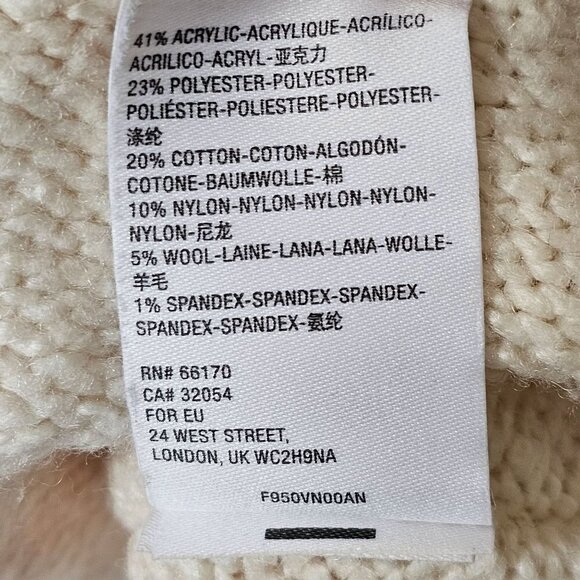 41% ACRYLIC-ACRYLIQUE-ACRÍLICO-
ACRILICO-ACRYL-亚克力
23% POLYESTER-POLYESTER-
POLIÉSTER-POLIESTERE-POLYESTER-
涤纶
20% COTTON-COTON-ALGODÓN-
COTONE-BAUMWOLLE-棉
10% NYLON-NYLON-NYLON-NYLON-
NYLON-尼龙
5% WOOL-LAINE-LANA-LANA-WOLLE-
羊毛
1% SPANDEX-SPANDEX-SPANDEX-
SPANDEX-SPANDEX-氨纶
RN# 66170
CA# 32054
FOR EU
24 WEST STREET,
LONDON, UK WC2H9NA
F950VN00AN